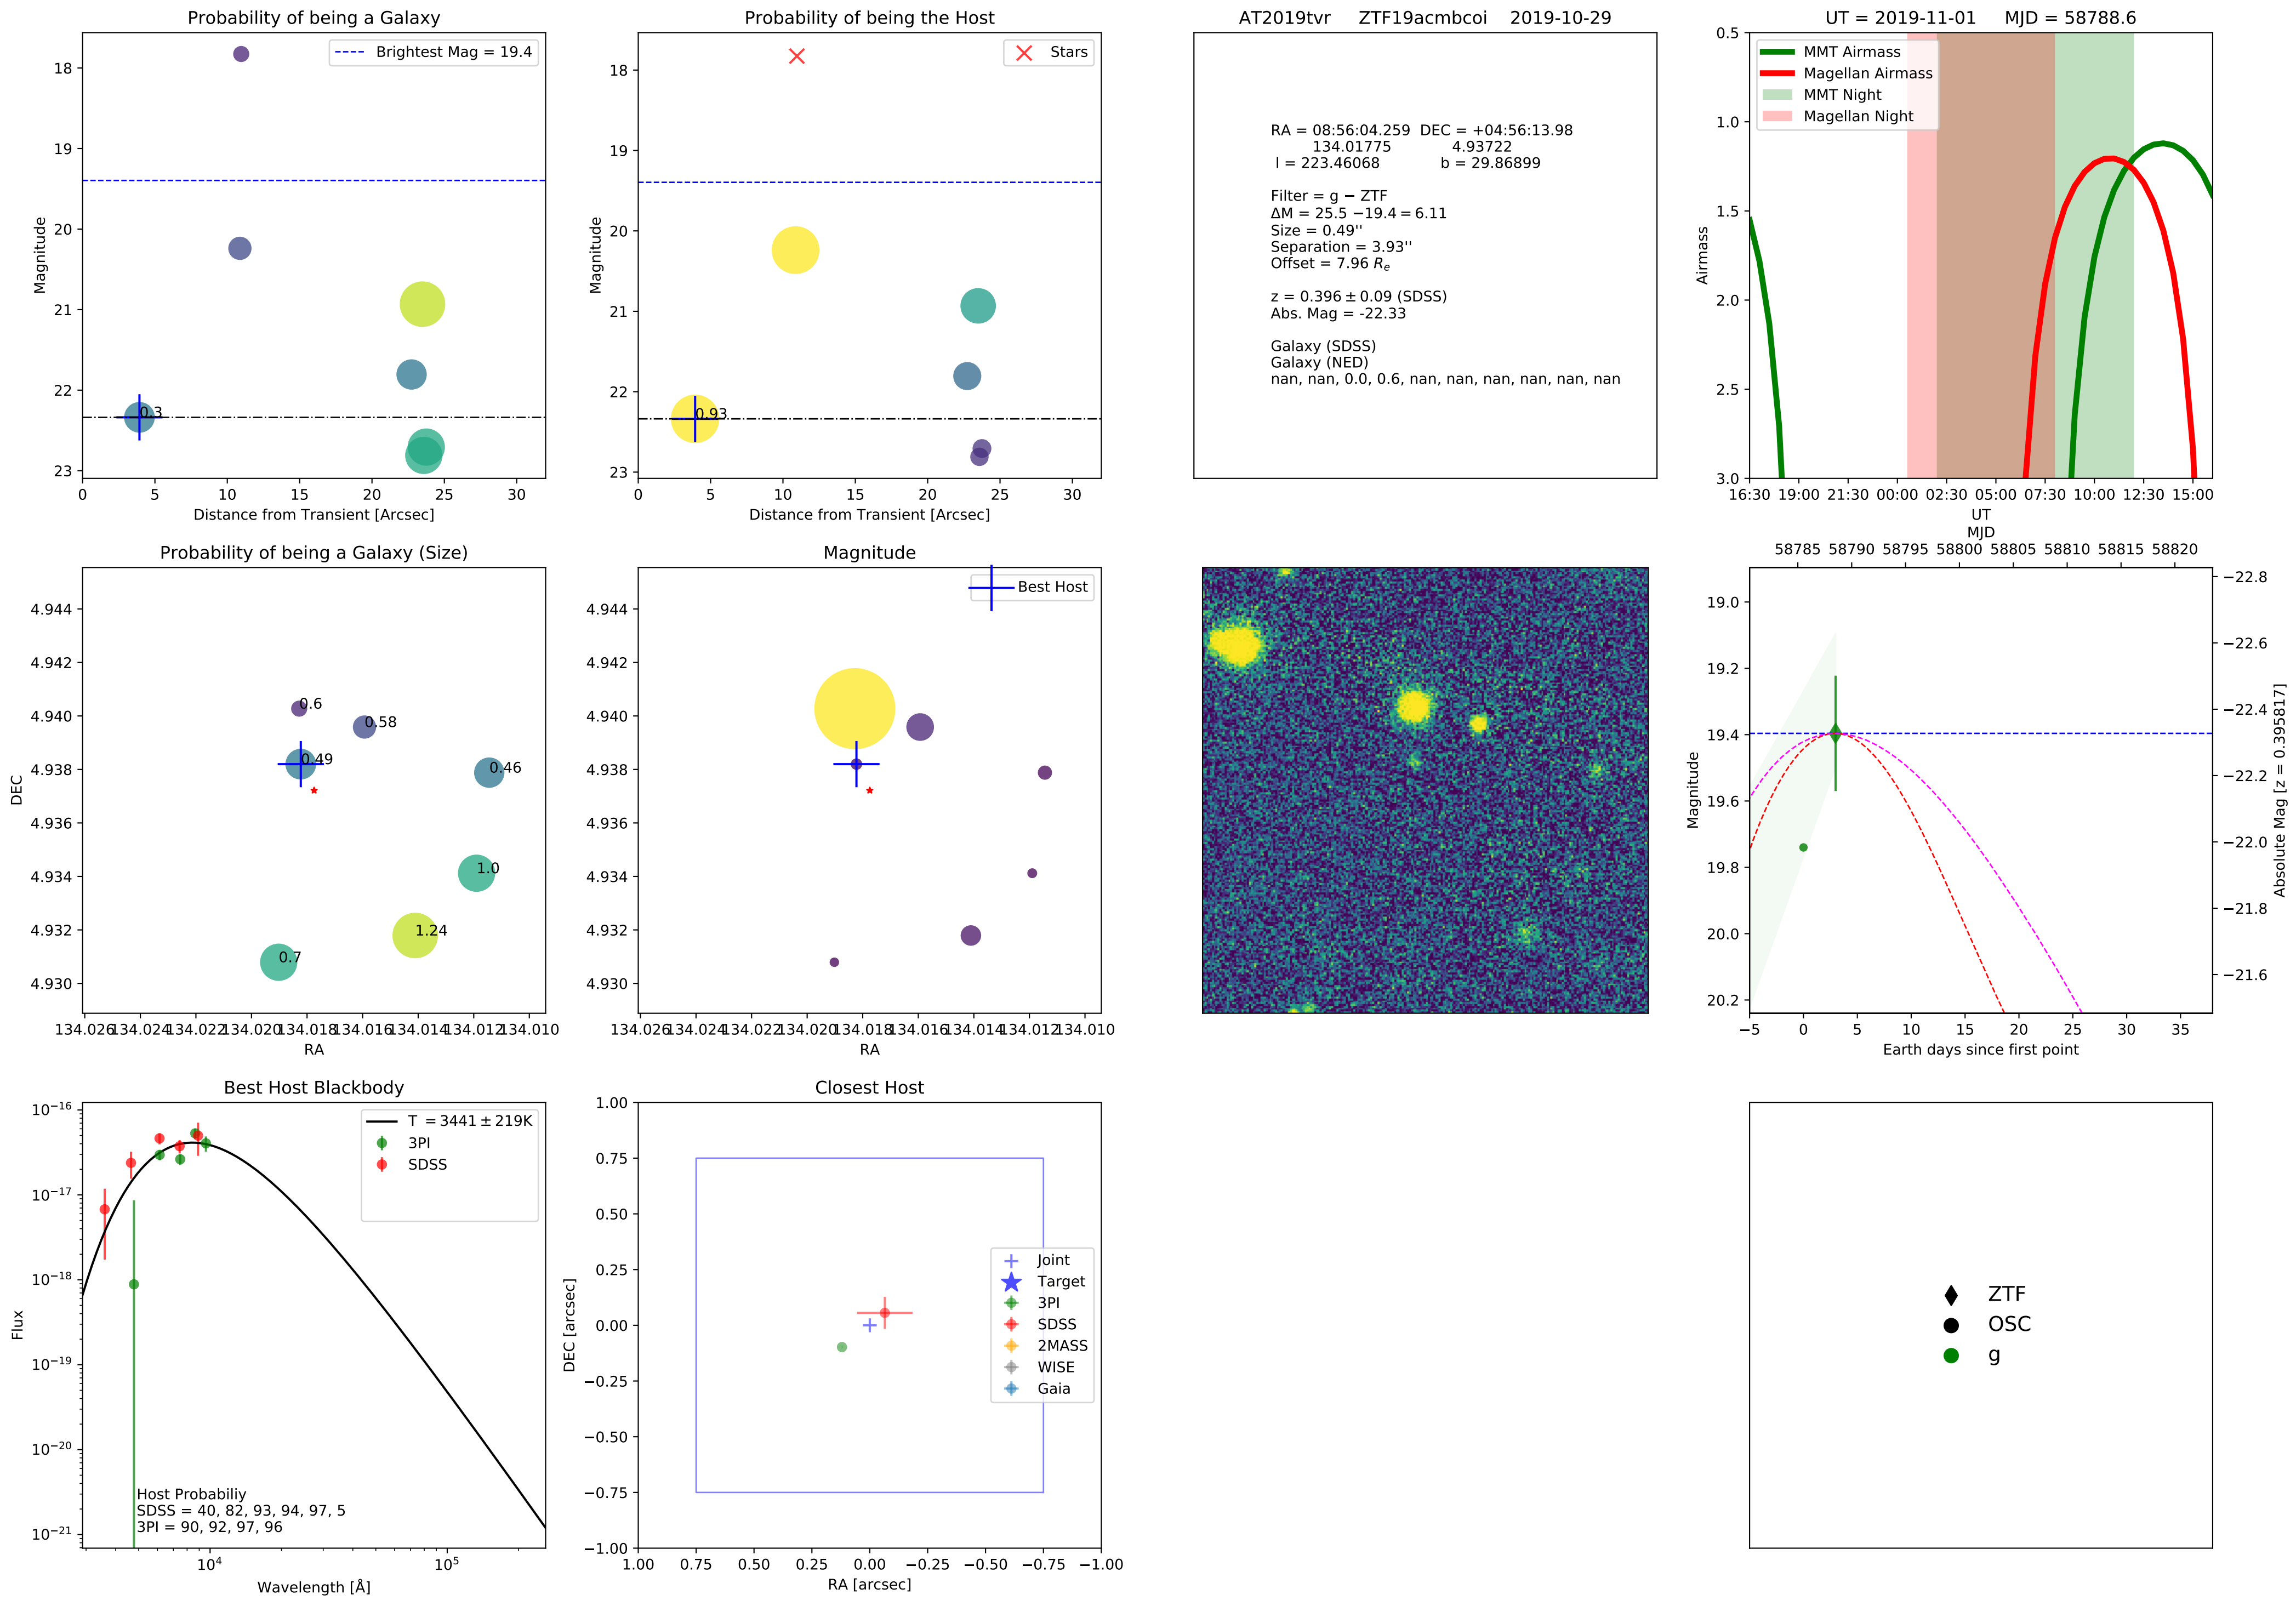 Probability of being a Galaxy
Brightest Mag = 19.4
18
19
20
21
22
23
Magnitude
0.3
0 5 10 15 20 25 30
Distance from Transient [Arcsec]
Probability of being the Host
Stars
18
19
20
21
22
23
Magnitude
0.93
0 5 10 15 20 25 30
Distance from Transient [Arcsec]
AT2019tvr ZTF19acmbcoi 2019-10-29
RA = 08:56:04.259 DEC = +04:56:13.98
134.01775 4.93722
l = 223.46068 b = 29.86899
Filter = g − ZTF
ΔM = 25.5 −19.4 = 6.11
Size = 0.49''
Separation = 3.93''
Offset = 7.96 Re
z = 0.396 ± 0.09 (SDSS)
Abs. Mag = -22.33
Galaxy (SDSS)
Galaxy (NED)
nan, nan, 0.0, 0.6, nan, nan, nan, nan, nan, nan
UT = 2019-11-01 MJD = 58788.6
MMT Airmass
Magellan Airmass
MMT Night
Magellan Night
0.5
1.0
1.5
2.0
2.5
3.0
Airmass
16:30 19:00 21:30 00:00 02:30 05:00 07:30 10:00 12:30 15:00
UT
Probability of being a Galaxy (Size)
4.944
4.942
4.940
4.938
4.936
4.934
4.932
4.930
DEC
0.6
0.58
0.49
0.46
1.0
1.24
0.7
134.026 134.024 134.022 134.020 134.018 134.016 134.014 134.012 134.010
RA
Magnitude
Best Host
4.944
4.942
4.940
4.938
4.936
4.934
4.932
4.930
134.026 134.024 134.022 134.020 134.018 134.016 134.014 134.012 134.010
RA
MJD
58785 58790 58795 58800 58805 58810 58815 58820
19.0
19.2
19.4
19.6
19.8
20.0
20.2
Magnitude
−22.8
−22.6
−22.4
−22.2
−22.0
−21.8
−21.6
Absolute Mag [z = 0.395817]
−5 0 5 10 15 20 25 30 35
Earth days since first point
Best Host Blackbody
T = 3441 ± 219K
3PI
SDSS
10−16
10−17
10−18
10−19
10−20
10−21
Flux
Host Probabiliy
SDSS = 40, 82, 93, 94, 97, 5
3PI = 90, 92, 97, 96
104 105
Wavelength [Å]
Closest Host
1.00
0.75
0.50
0.25
0.00
−0.25
−0.50
−0.75
−1.00
DEC [arcsec]
Joint
Target
3PI
SDSS
2MASS
WISE
Gaia
1.00 0.75 0.50 0.25 0.00 −0.25 −0.50 −0.75 −1.00
RA [arcsec]
ZTF
OSC
g